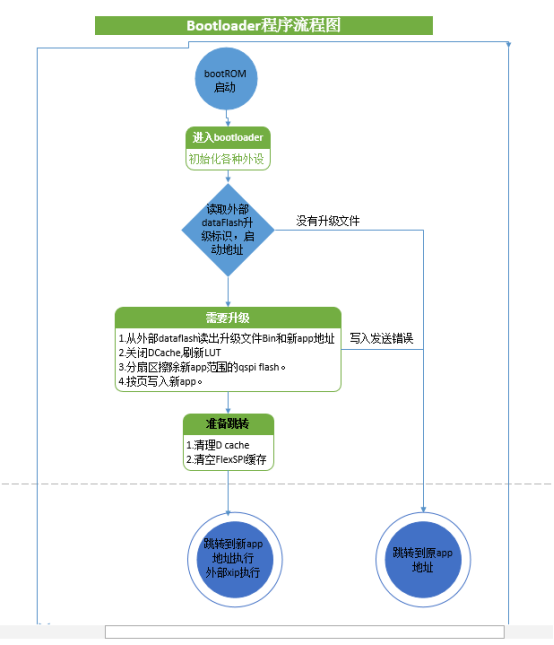 Bootloader程序流程图
bootROM
启动
进入bootloader
初始化各种外设
读取外部
dataFlash升
级标识，启
动地址
没有升级文件
需要升级
1.从外部dataflash读出升级文件Bin和新app地址
2.关闭DCache,刷新LUT
3.分扇区擦除新app范围的qspi flash。
4.按页写入新app。
写入发送错误
准备跳转
1.清理D cache
2.清空FlexSPI缓存
跳转到新app
地址执行
外部xip执行
跳转到原app
地址